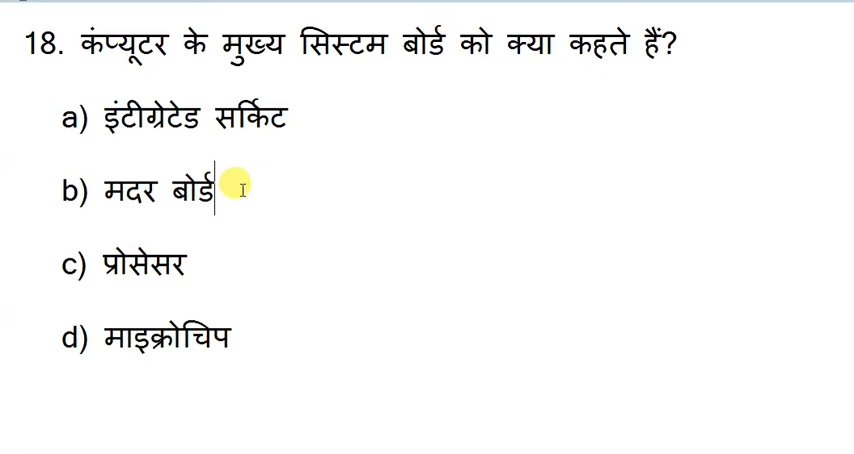 18. कंप्यूटर के मुख्य सिस्टम बोर्ड को क्या कहते हैं?
a) इंटीग्रेटेड सर्किट
b) मदर बोर्ड
c) प्रोसेसर
d) माइक्रोचिप